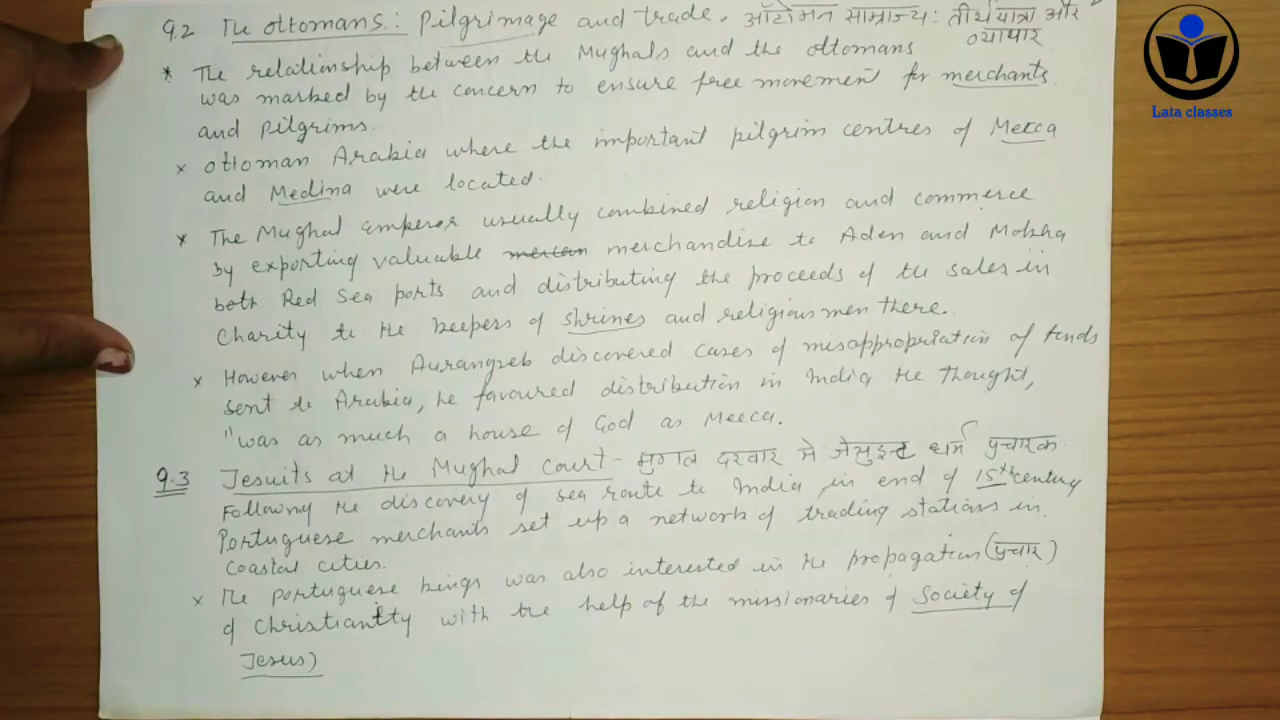 9.2 The Ottomans: Pilgrimage and trade. ऑटोमन साम्राज्य: तीर्थयात्रा और
व्यापार
* The relationship between the Mughals and the Ottomans
was marked by the concern to ensure free movement for merchants
and pilgrims.
x Ottoman Arabia where the important pilgrim centres of Mecca
and Medina were located.
* The Mughal emperor usually combined religion and commerce
by exporting valuable merchandise to Aden and Mokha
both Red Sea ports and distributing the proceeds of the sales in
Charity to the keepers of shrines and religious men there.
x However when Aurangzeb discovered cases of misappropriation of funds
sent to Arabia, he favoured distribution in India he thought,
"was as much a house of God as Mecca.
9.3 Jesuits at the Mughal Court - मुगल दरबार मे जेसुइट धर्म प्रचारक
Following the discovery of sea route to India in end of 15th century
Portuguese merchants set up a network of trading stations in
Coastal cities.
x The Portuguese kings was also interested in the propagation (प्रचार)
of Christianity with the help of the missionaries of Society of
Jesus)
Lata classes